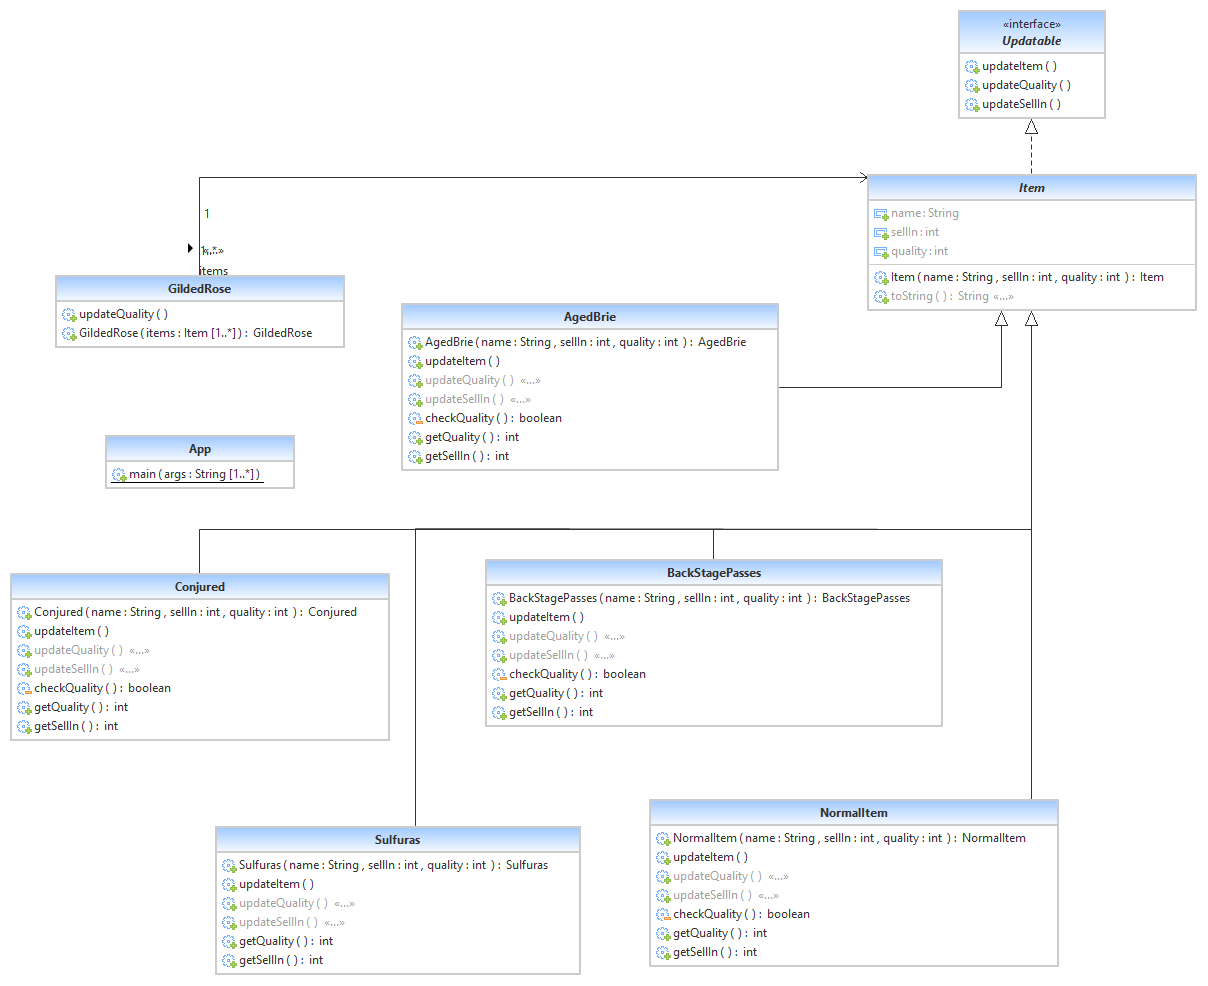 «interface»
Updatable
updateItem ( )
updateQuality ( )
updateSellIn ( )
Item
name : String
sellIn : int
quality : int
Item ( name : String , sellIn : int , quality : int ) : Item
toString ( ) : String «...»
1
items
GildedRose
updateQuality ( )
GildedRose ( items : Item [1..*] ) : GildedRose
AgedBrie
AgedBrie ( name : String , sellIn : int , quality : int ) : AgedBrie
updateItem ( )
updateQuality ( ) «...»
updateSellIn ( ) «...»
checkQuality ( ) : boolean
getQuality ( ) : int
getSellIn ( ) : int
App
main ( args : String [1..*] )
Conjured
Conjured ( name : String , sellIn : int , quality : int ) : Conjured
updateItem ( )
updateQuality ( ) «...»
updateSellIn ( ) «...»
checkQuality ( ) : boolean
getQuality ( ) : int
getSellIn ( ) : int
BackStagePasses
BackStagePasses ( name : String , sellIn : int , quality : int ) : BackStagePasses
updateItem ( )
updateQuality ( ) «...»
updateSellIn ( ) «...»
checkQuality ( ) : boolean
getQuality ( ) : int
getSellIn ( ) : int
Sulfuras
Sulfuras ( name : String , sellIn : int , quality : int ) : Sulfuras
updateItem ( )
updateQuality ( ) «...»
updateSellIn ( ) «...»
getQuality ( ) : int
getSellIn ( ) : int
NormalItem
NormalItem ( name : String , sellIn : int , quality : int ) : NormalItem
updateItem ( )
updateQuality ( ) «...»
updateSellIn ( ) «...»
checkQuality ( ) : boolean
getQuality ( ) : int
getSellIn ( ) : int